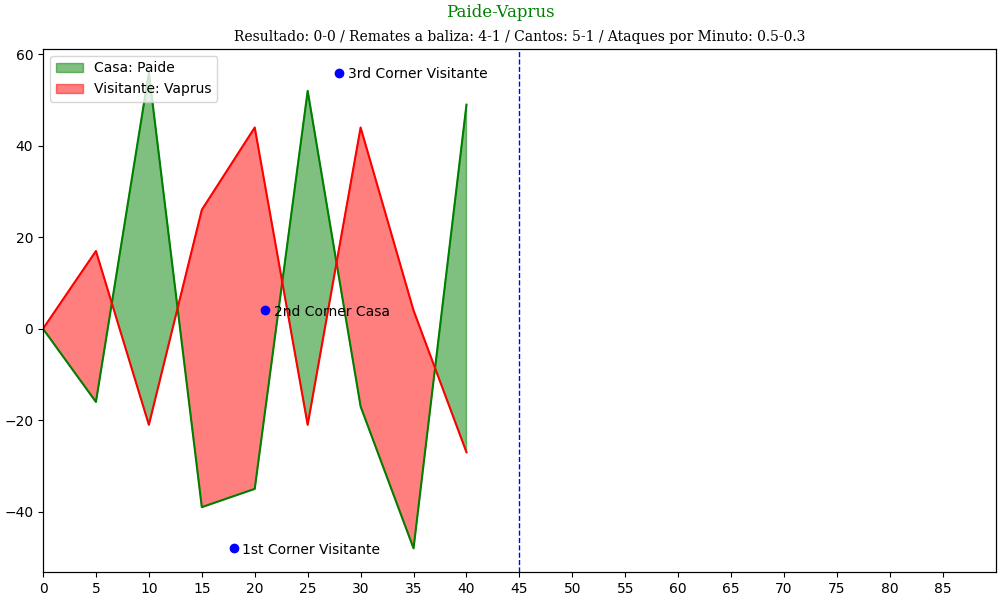 Paide-Vaprus
Resultado: 0-0 / Remates a baliza: 4-1 / Cantos: 5-1 / Ataques por Minuto: 0.5-0.3
Casa: Paide
Visitante: Vaprus
3rd Corner Visitante
2nd Corner Casa
1st Corner Visitante
60
40
20
0
−20
−40
0 5 10 15 20 25 30 35 40 45 50 55 60 65 70 75 80 85